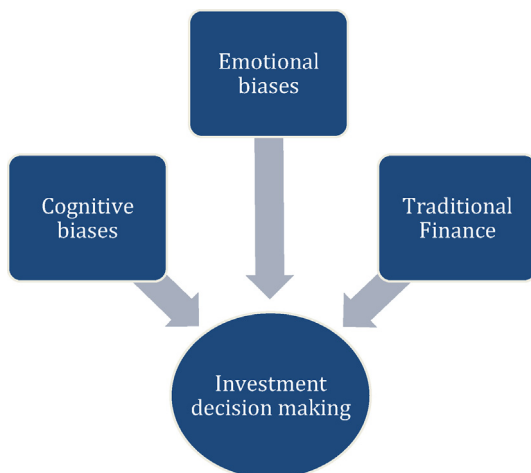 Emotional
biases
Cognitive
biases
Traditional
Finance
Investment
decision making